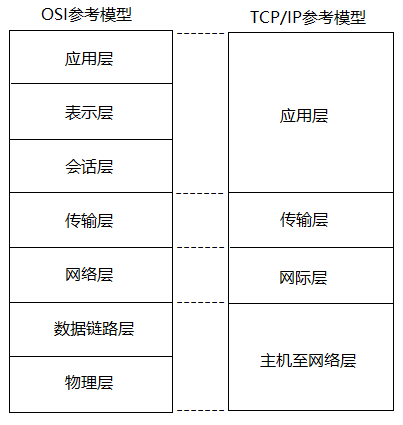 OSI参考模型
TCP/IP参考模型
应用层
表示层
会话层
传输层
网络层
数据链路层
物理层
应用层
传输层
网际层
主机至网络层